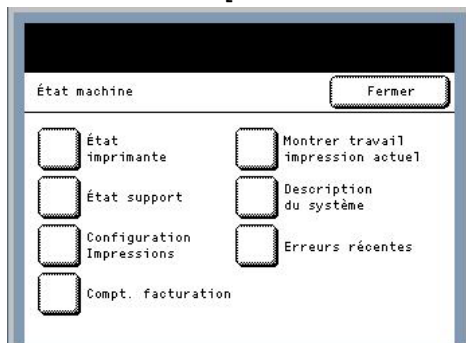 État machine
Fermer
État
imprimante
Montrer travail
impression actuel
État support
Description
du système
Configuration
Impressions
Erreurs récentes
Compt. facturation